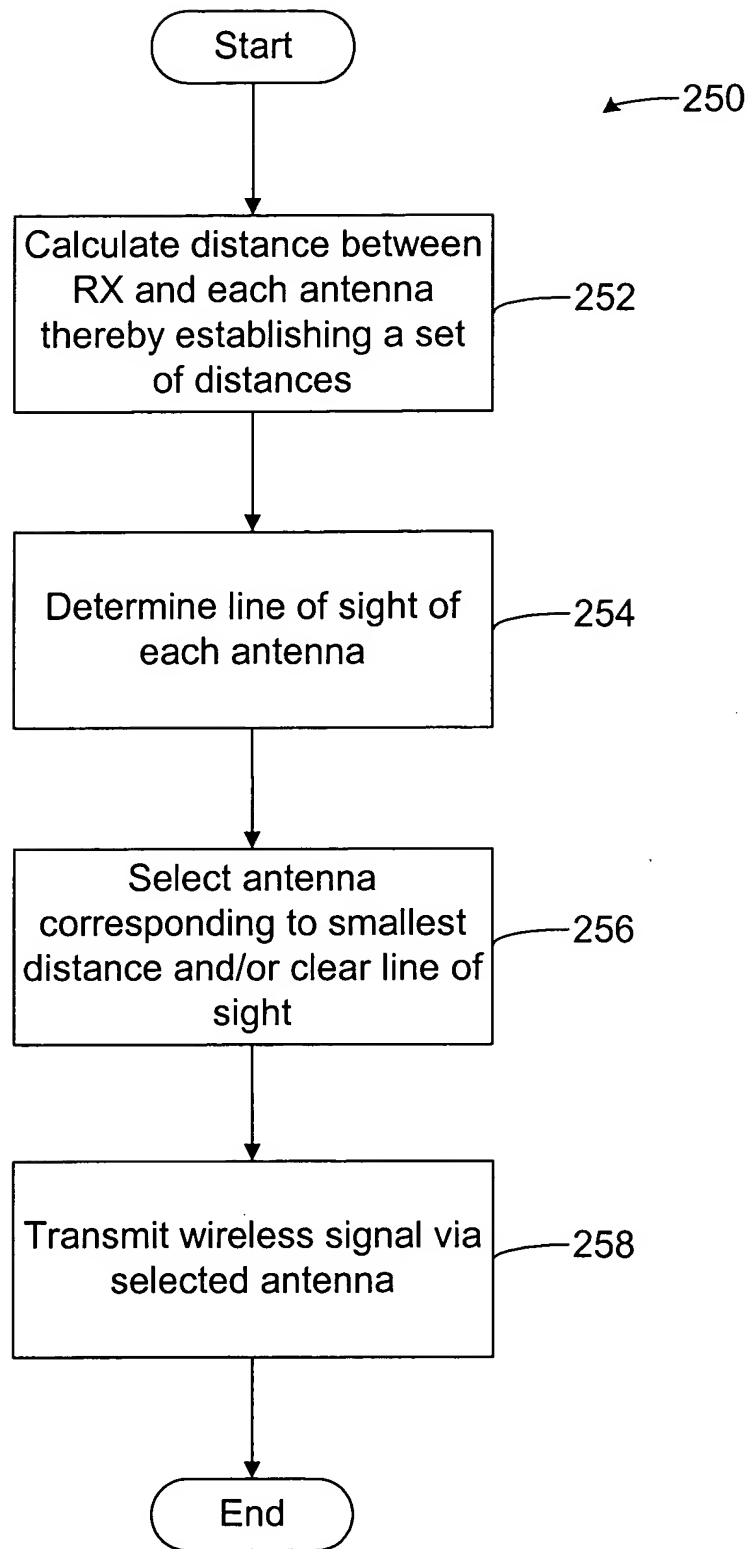 Start
250
Calculate distance between
RX and each antenna
thereby establishing a set
of distances
252
Determine line of sight of
each antenna
254
Select antenna
corresponding to smallest
distance and/or clear line of
sight
256
Transmit wireless signal via
selected antenna
258
End